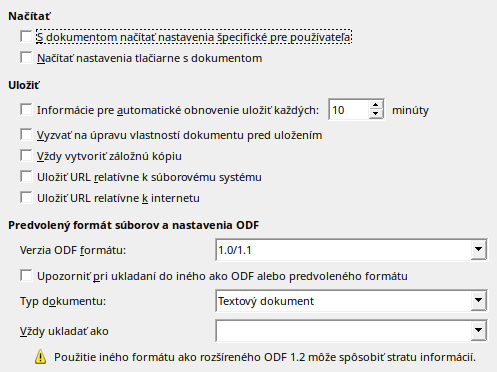 Načítať
S dokumentom načítať nastavenia špecifické pre používateľa
Načítať nastavenia tlačiarne s dokumentom
Uložiť
Informácie pre automatické obnovenie uložiť každých: 10 minúty
Vyzvať na úpravu vlastností dokumentu pred uložením
Vždy vytvoriť záložnú kópiu
Uložiť URL relatívne k súborovému systému
Uložiť URL relatívne k internetu
Predvolený formát súborov a nastavenia ODF
Verzia ODF formátu: 1.0/1.1
Upozorniť pri ukladaní do iného ako ODF alebo predvoleného formátu
Typ dokumentu: Textový dokument
Vždy ukladať ako
Použitie iného formátu ako rozšíreného ODF 1.2 môže spôsobiť stratu informácií.